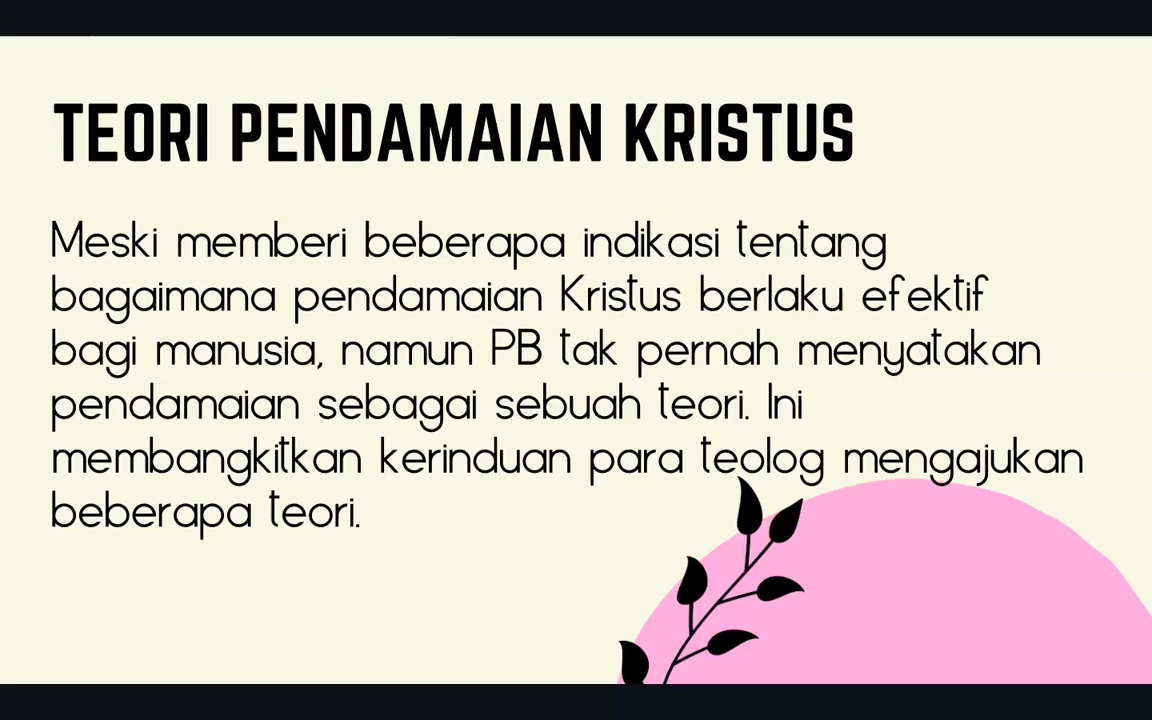 TEORI PENDAMAIAN KRISTUS
Meski memberi beberapa indikasi tentang
bagaimana pendamaian Kristus berlaku efektif
bagi manusia, namun PB tak pernah menyatakan
pendamaian sebagai sebuah teori. Ini
membangkitkan kerinduan para teolog mengajukan
beberapa teori.